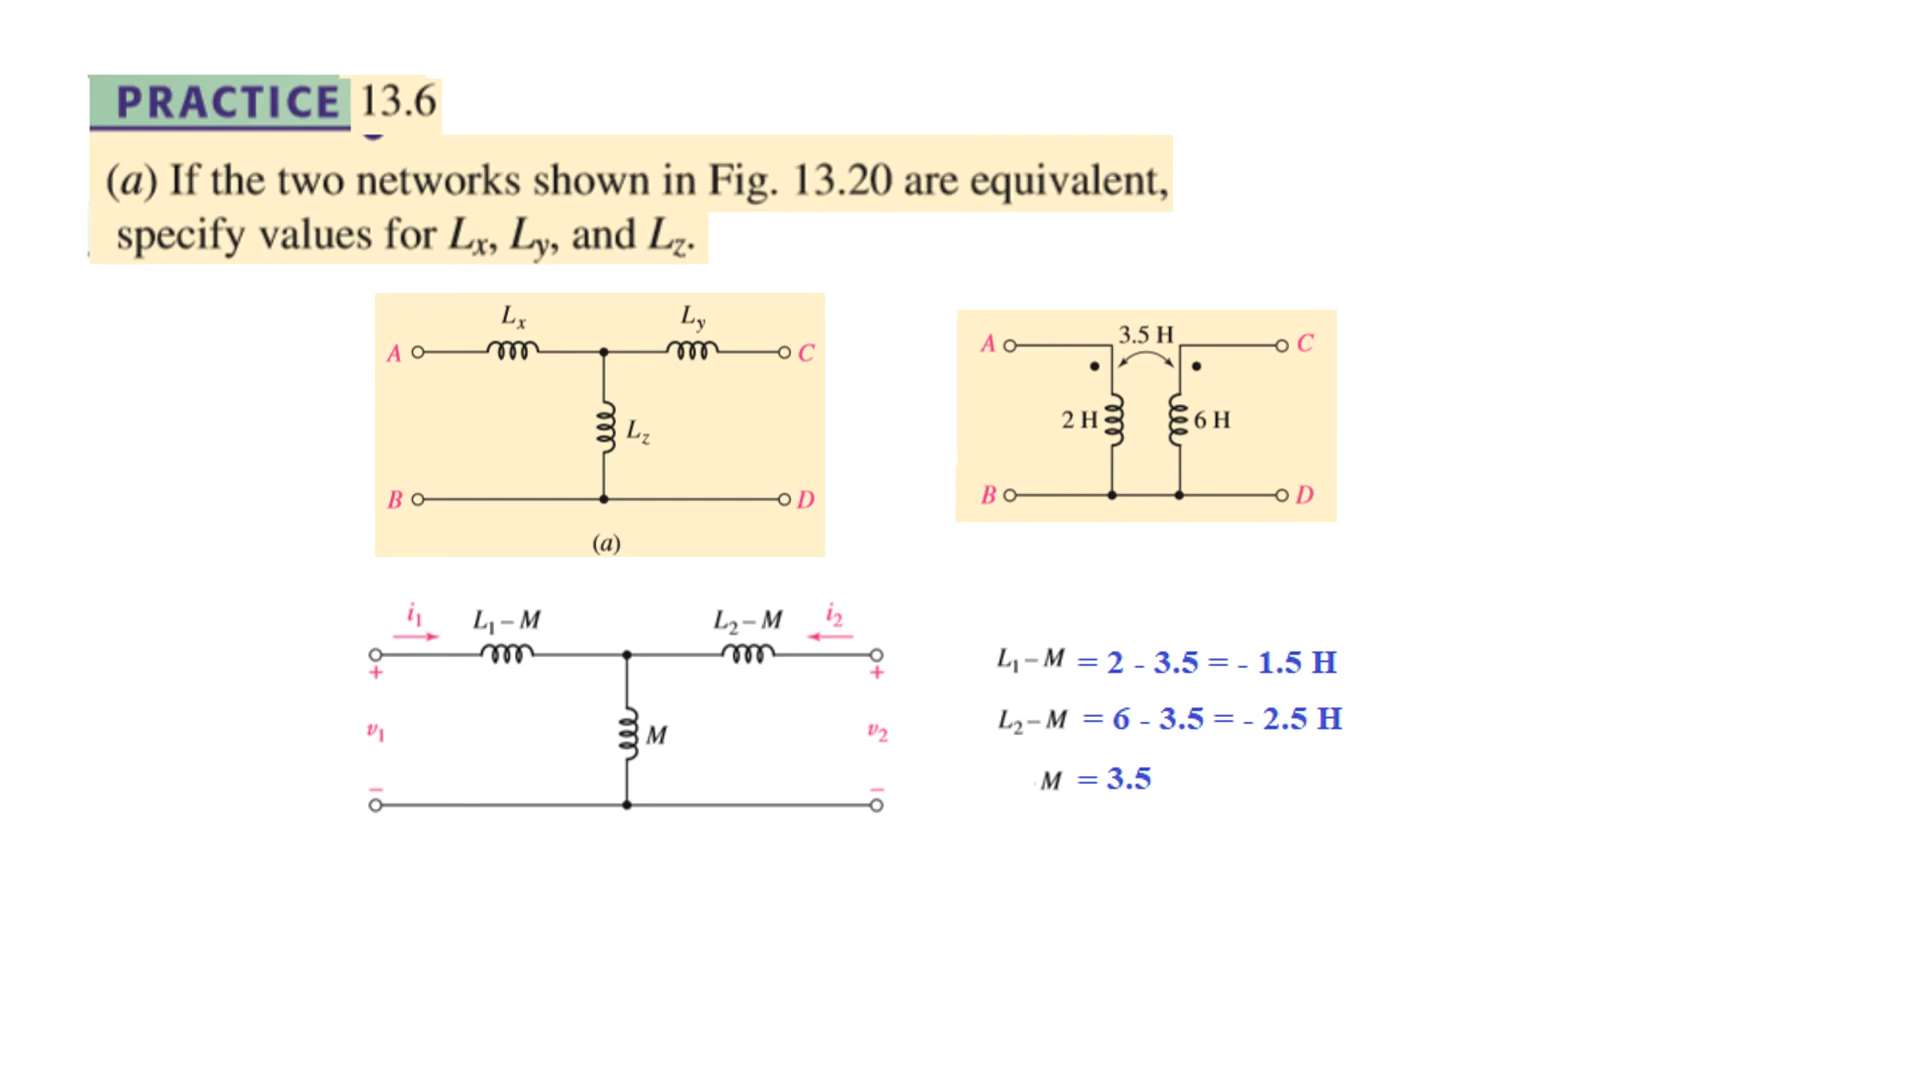 PRACTICE 13.6
(a) If the two networks shown in Fig. 13.20 are equivalent,
specify values for Lx, Ly, and Lz.
Lx Ly
A C
Lz
B D
(a)
3.5 H
A C
2 H 6 H
B D
i1 L1 – M L2 – M i2
+ +
v1 M v2
– –
L1 – M = 2 - 3.5 = - 1.5 H
L2 – M = 6 - 3.5 = - 2.5 H
M = 3.5